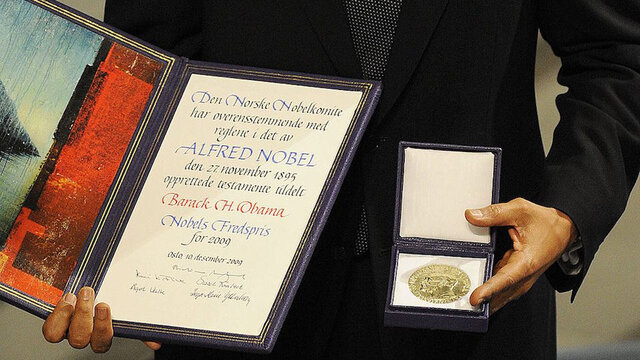 Den Norske Nobelkomite
har overensstemmende med
reglene i det av
ALFRED NOBEL
den 27 november 1895
opprettede testamente tildelt
Barack H. Obama
Nobels Fredspris
for 2009
Oslo, 10 desember 2009